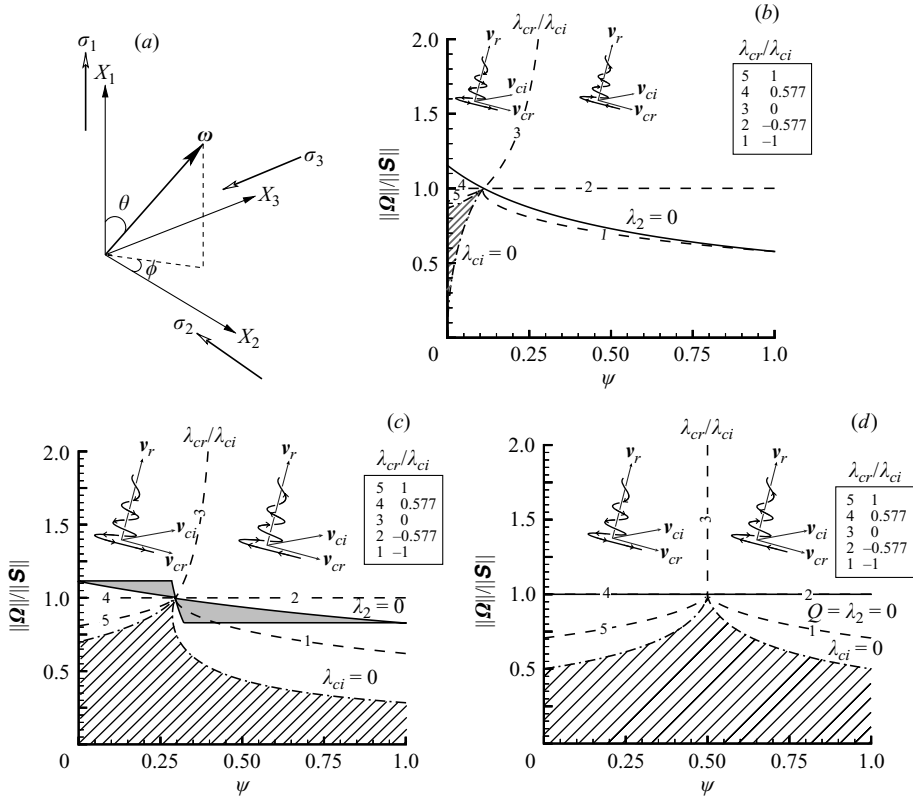 (a)
σ1
X1
ω
θ
σ3
X3
ϕ
X2
σ2
(b)
λcr/λci
vr
vr
vci
vcr
vci
vcr
λcr/λci
5 1
4 0.577
3 0
2 –0.577
1 –1
||Ω||/||S||
2.0
1.5
1.0
0.5
3
4
5
2
1
λ2 = 0
λci = 0
0 0.25 0.50 0.75 1.0
ψ
(c)
λcr/λci
vr
vr
vci
vcr
vci
vcr
λcr/λci
5 1
4 0.577
3 0
2 –0.577
1 –1
||Ω||/||S||
2.0
1.5
1.0
0.5
3
4
2
5
1
λ2 = 0
λci = 0
0 0.25 0.50 0.75 1.0
ψ
(d)
λcr/λci
vr
vr
vci
vcr
vci
vcr
λcr/λci
5 1
4 0.577
3 0
2 –0.577
1 –1
||Ω||/||S||
2.0
1.5
1.0
0.5
3
4
2
Q = λ2 = 0
5
1
λci = 0
0 0.25 0.50 0.75 1.0
ψ